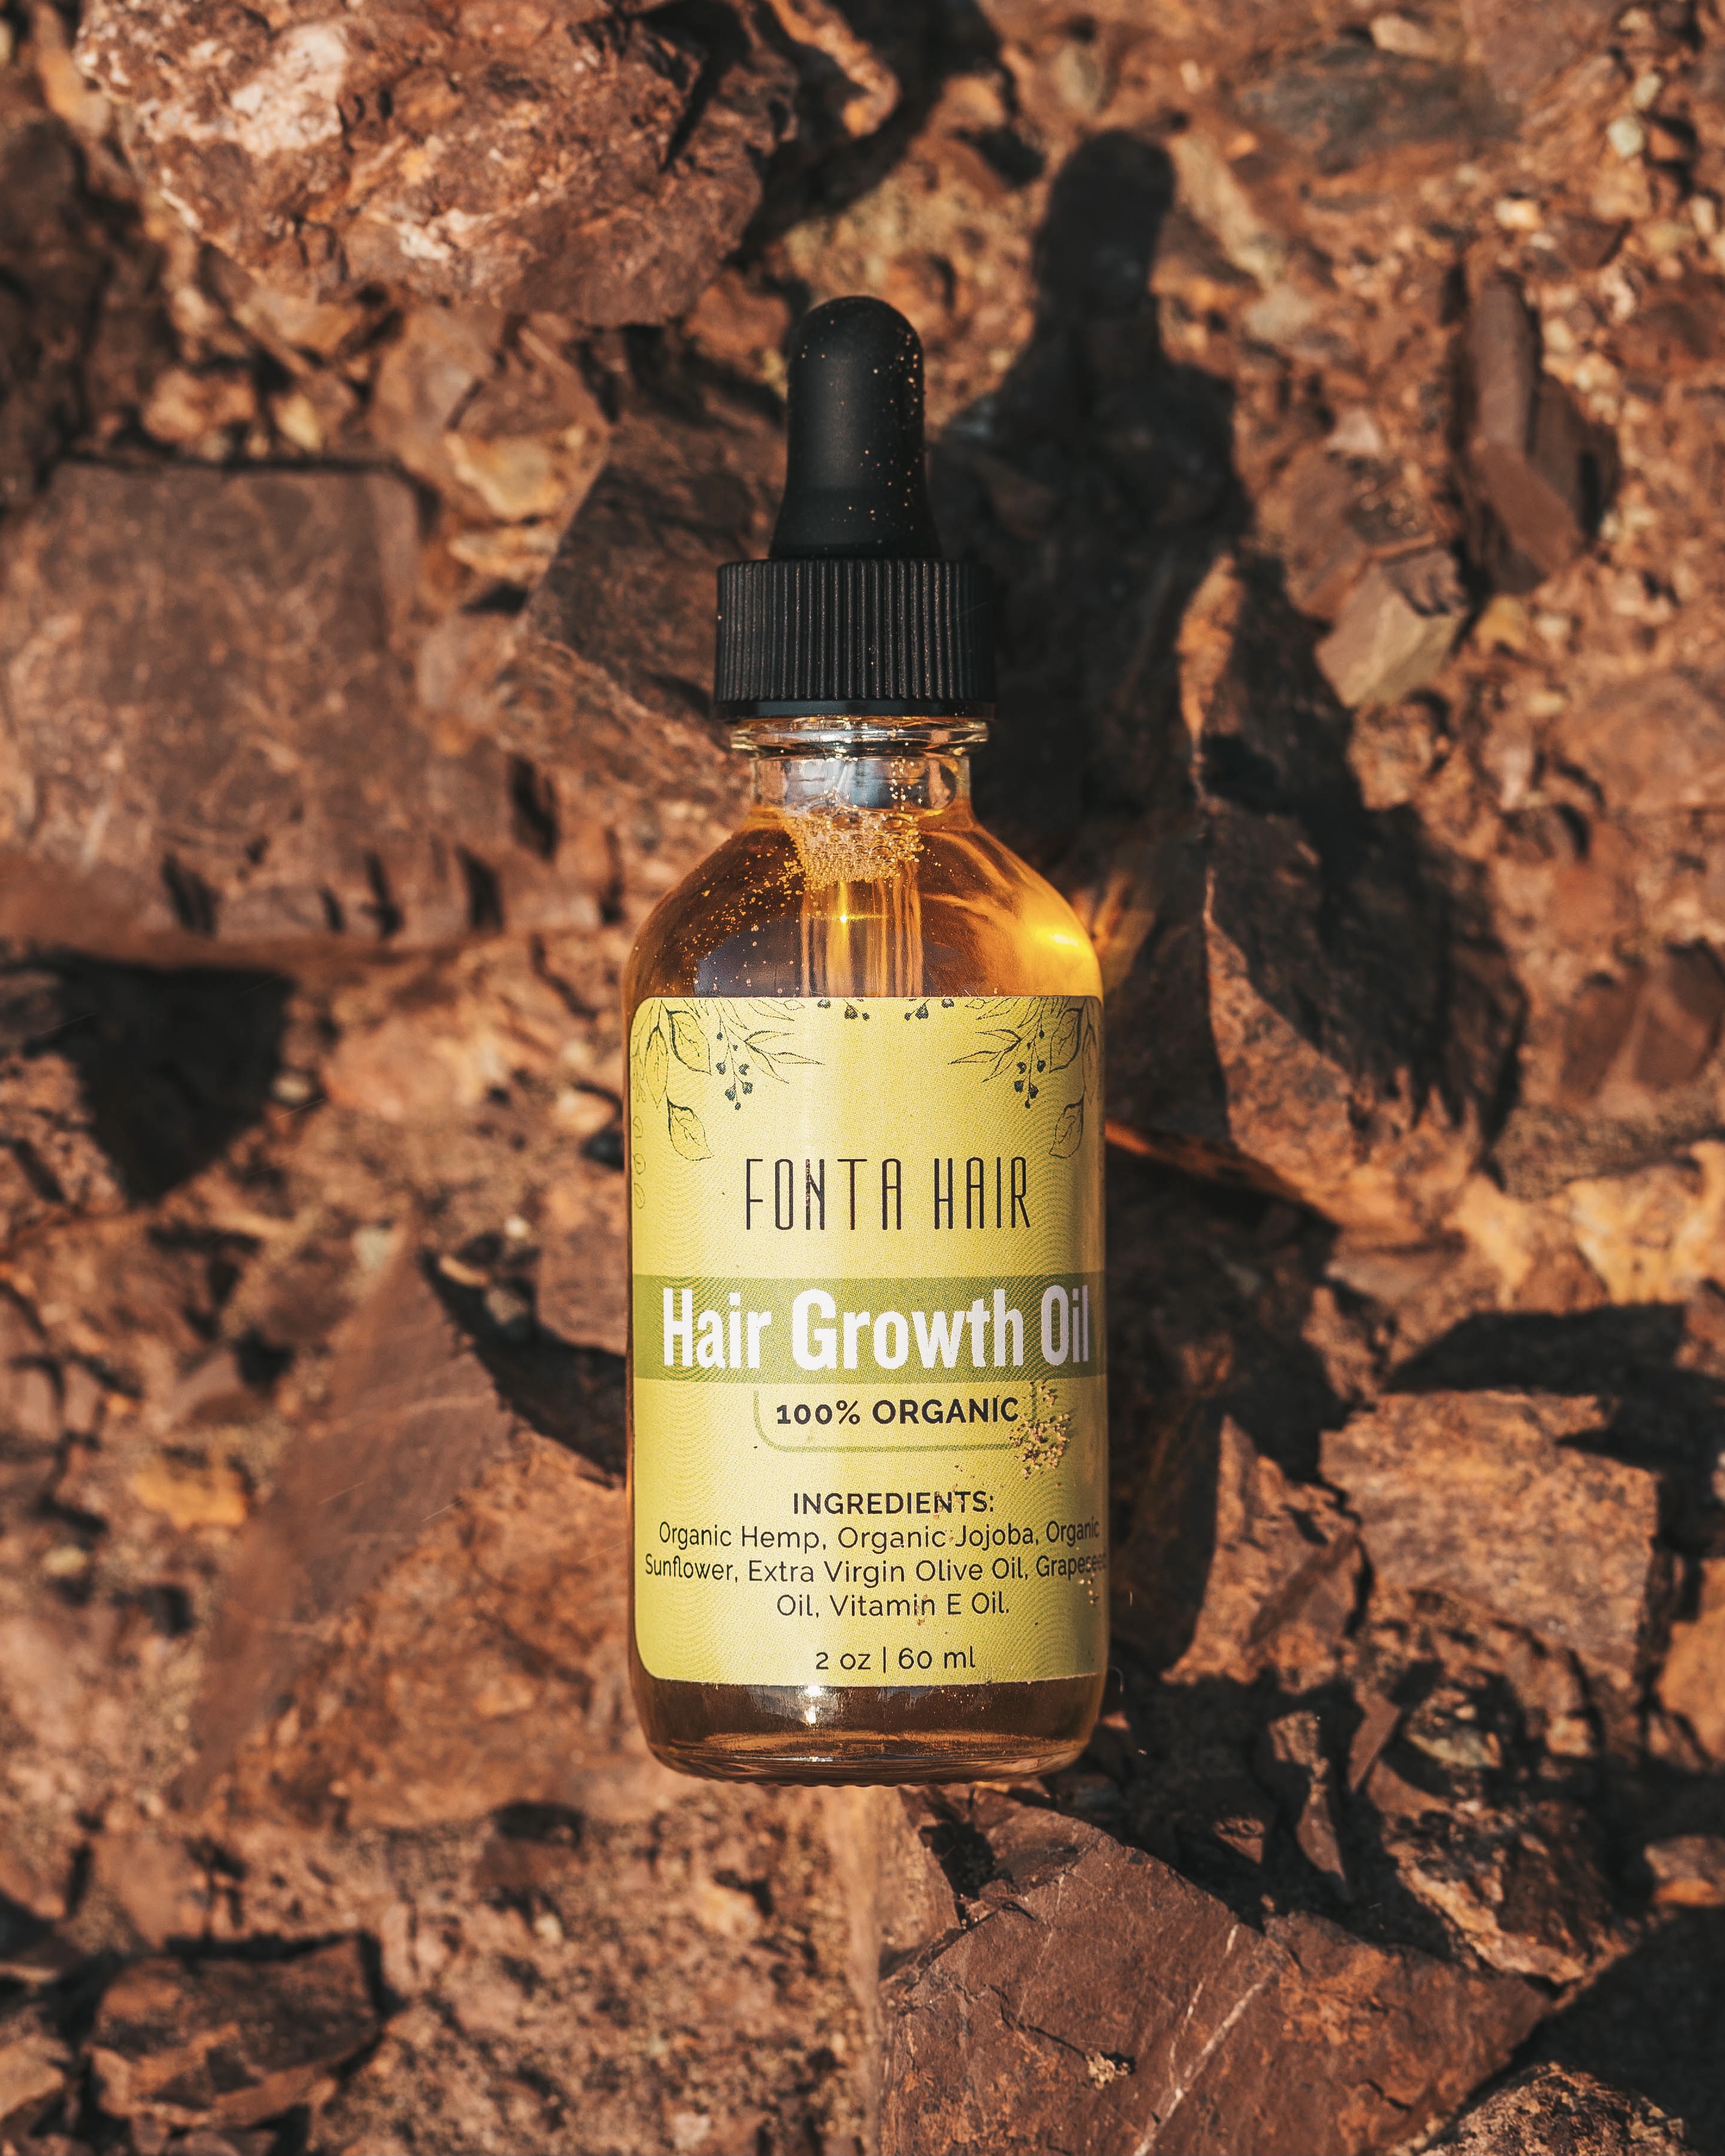 FONTA HAIR
Hair Growth Oil
100% ORGANIC
INGREDIENTS:
Organic Hemp, Organic Jojoba, Organic
Sunflower, Extra Virgin Olive Oil, Grapeseed
Oil, Vitamin E Oil.
2 oz | 60 ml